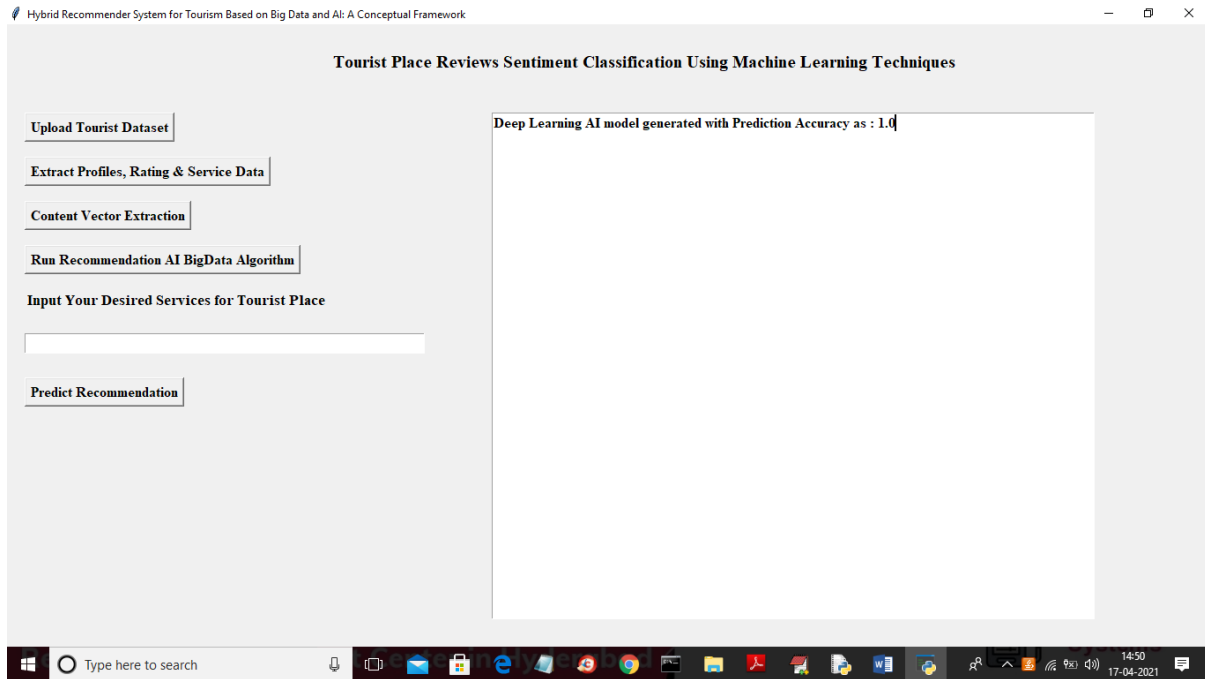 Hybrid Recommender System for Tourism Based on Big Data and AI: A Conceptual Framework
Tourist Place Reviews Sentiment Classification Using Machine Learning Techniques
Upload Tourist Dataset
Extract Profiles, Rating & Service Data
Content Vector Extraction
Run Recommendation AI BigData Algorithm
Input Your Desired Services for Tourist Place
Predict Recommendation
Deep Learning AI model generated with Prediction Accuracy as : 1.0
Type here to search
14:50
17-04-2021